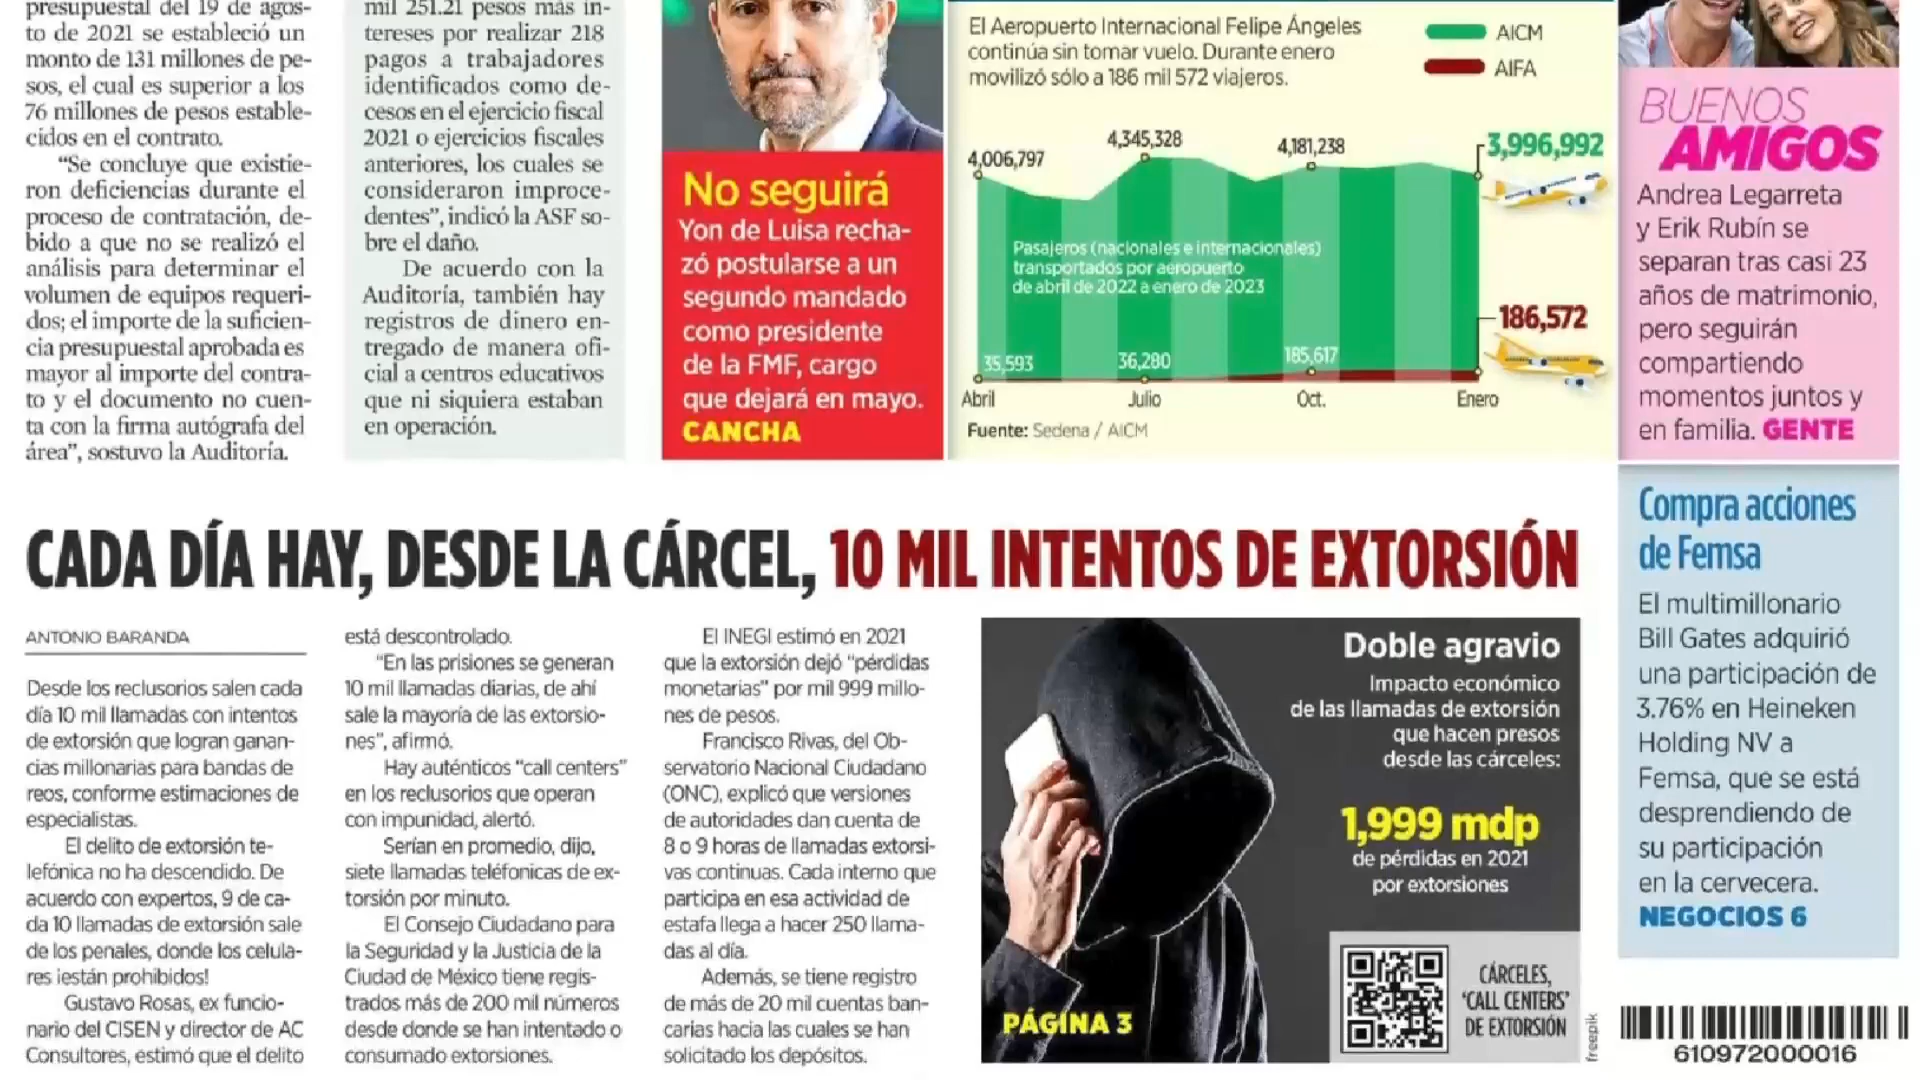 presupuestal del 19 de agos-
to de 2021 se estableció un
monto de 131 millones de pe-
sos, el cual es superior a los
76 millones de pesos estable-
cidos en el contrato.
“Se concluye que existie-
ron deficiencias durante el
proceso de contratación, de-
bido a que no se realizó el
análisis para determinar el
volumen de equipos requeri-
dos; el importe de la suficien-
cia presupuestal aprobada es
mayor al importe del contra-
to y el documento no cuen-
ta con la firma autógrafa del
área”, sostuvo la Auditoría.
mil 251.21 pesos más in-
tereses por realizar 218
pagos a trabajadores
identificados como de-
cesos en el ejercicio fiscal
2021 o ejercicios fiscales
anteriores, los cuales se
consideraron improce-
dentes”, indicó la ASF so-
bre el daño.
De acuerdo con la
Auditoría, también hay
registros de dinero en-
tregado de manera ofi-
cial a centros educativos
que ni siquiera estaban
en operación.
No seguirá
Yon de Luisa recha-
zó postularse a un
segundo mandado
como presidente
de la FMF, cargo
que dejará en mayo.
CANCHA
El Aeropuerto Internacional Felipe Ángeles
continúa sin tomar vuelo. Durante enero
movilizó sólo a 186 mil 572 viajeros.
AICM
AIFA
4,006,797
4,345,328
4,181,238
3,996,992
Pasajeros (nacionales e internacionales)
transportados por aeropuerto
de abril de 2022 a enero de 2023
186,572
35,593
36,280
185,617
Abril
Julio
Oct.
Enero
Fuente: Sedena / AICM
BUENOS
AMIGOS
Andrea Legarreta
y Erik Rubín se
separan tras casi 23
años de matrimonio,
pero seguirán
compartiendo
momentos juntos y
en familia. GENTE
CADA DÍA HAY, DESDE LA CÁRCEL, 10 MIL INTENTOS DE EXTORSIÓN
ANTONIO BARANDA
Desde los reclusorios salen cada
día 10 mil llamadas con intentos
de extorsión que logran ganan-
cias millonarias para bandas de
reos, conforme estimaciones de
especialistas.
El delito de extorsión te-
lefónica no ha descendido. De
acuerdo con expertos, 9 de ca-
da 10 llamadas de extorsión sale
de los penales, donde los celula-
res ¡están prohibidos!
Gustavo Rosas, ex funcio-
nario del CISEN y director de AC
Consultores, estimó que el delito
está descontrolado.
“En las prisiones se generan
10 mil llamadas diarias, de ahí
sale la mayoría de las extorsio-
nes”, afirmó.
Hay auténticos “call centers”
en los reclusorios que operan
con impunidad, alertó.
Serían en promedio, dijo,
siete llamadas teléfonicas de ex-
torsión por minuto.
El Consejo Ciudadano para
la Seguridad y la Justicia de la
Ciudad de México tiene regis-
trados más de 200 mil números
desde donde se han intentado o
consumado extorsiones.
El INEGI estimó en 2021
que la extorsión dejó “pérdidas
monetarias” por mil 999 millo-
nes de pesos.
Francisco Rivas, del Ob-
servatorio Nacional Ciudadano
(ONC), explicó que versiones
de autoridades dan cuenta de
8 o 9 horas de llamadas extorsi-
vas continuas. Cada interno que
participa en esa actividad de
estafa llega a hacer 250 llama-
das al día.
Además, se tiene registro
de más de 20 mil cuentas ban-
carias hacia las cuales se han
solicitado los depósitos.
Doble agravio
Impacto económico
de las llamadas de extorsión
que hacen presos
desde las cárceles:
1,999 mdp
de pérdidas en 2021
por extorsiones
PÁGINA 3
CÁRCELES,
‘CALL CENTERS’
DE EXTORSIÓN
freepik
Compra acciones
de Femsa
El multimillonario
Bill Gates adquirió
una participación de
3.76% en Heineken
Holding NV a
Femsa, que se está
desprendiendo de
su participación
en la cervecera.
NEGOCIOS 6
610972000016